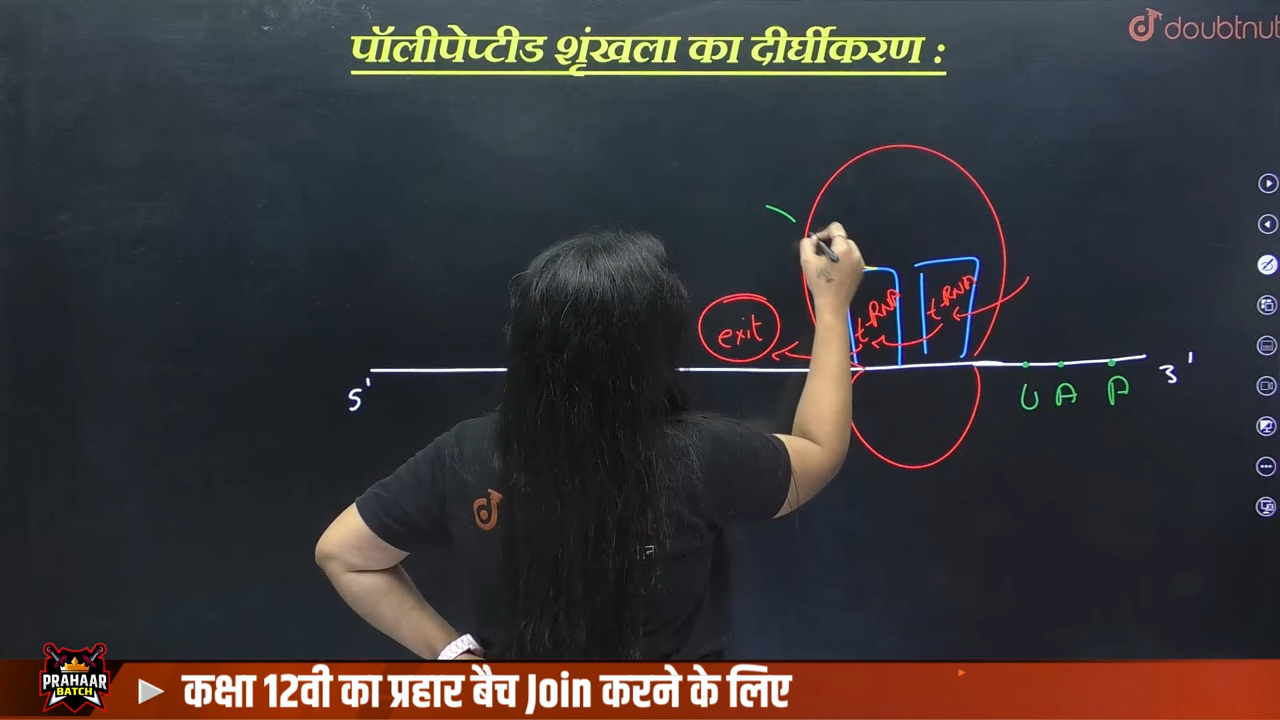 doubtnut
पॉलीपेप्टीड शृंखला का दीर्घीकरण :
exit
t-RNA
t-RNA
5'
3'
U A A
PRAHAAR
BATCH
कक्षा 12वी का प्रहार बैच Join करने के लिए